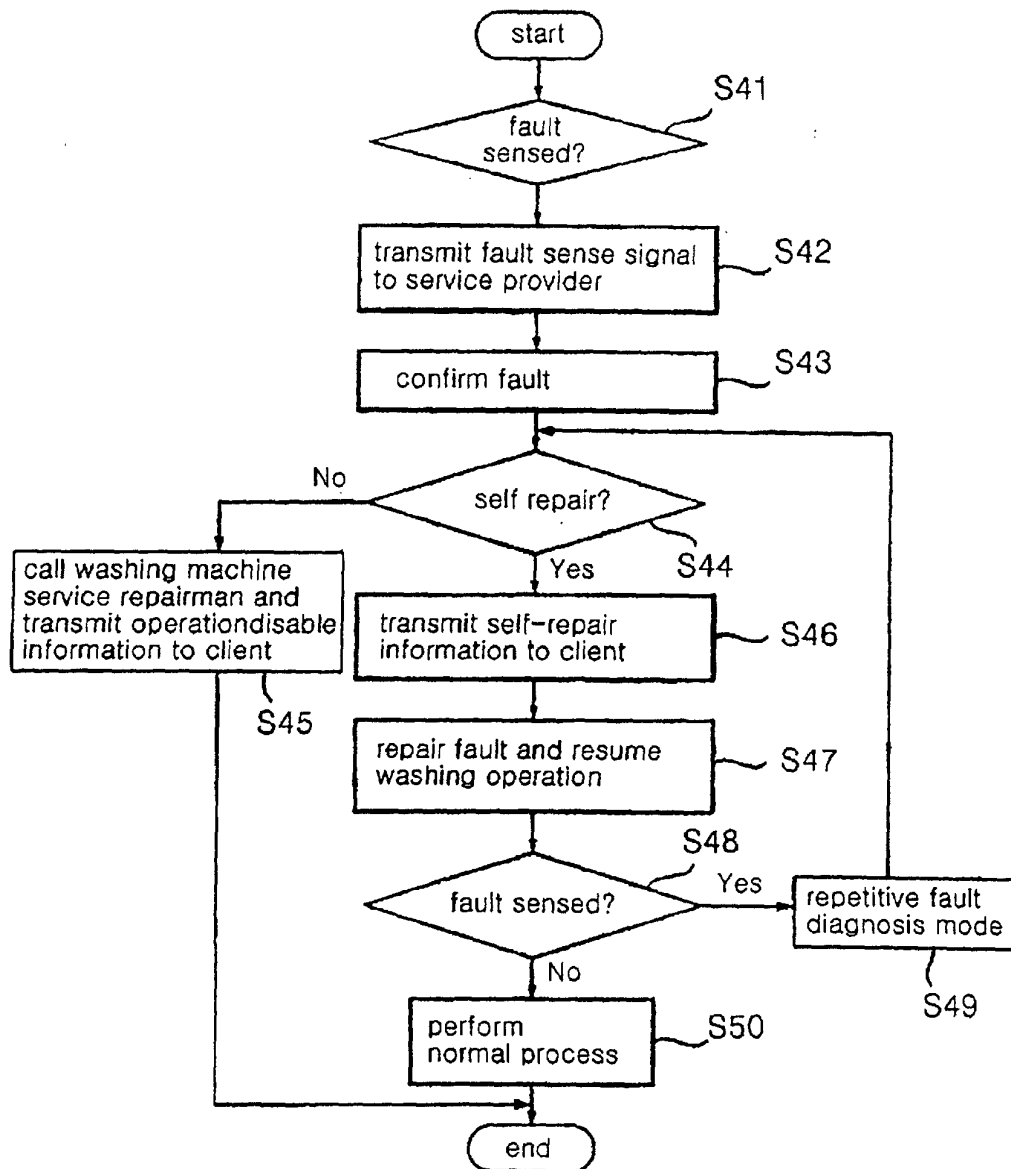 start
S41
fault
sensed?
transmit fault sense signal
to service provider
S42
confirm fault
S43
No
self repair?
S44
Yes
call washing machine
service repairman and
transmit operationdisable
information to client
S45
transmit self-repair
information to client
S46
repair fault and resume
washing operation
S47
S48
fault sensed?
Yes
repetitive fault
diagnosis mode
S49
No
perform
normal process
S50
end